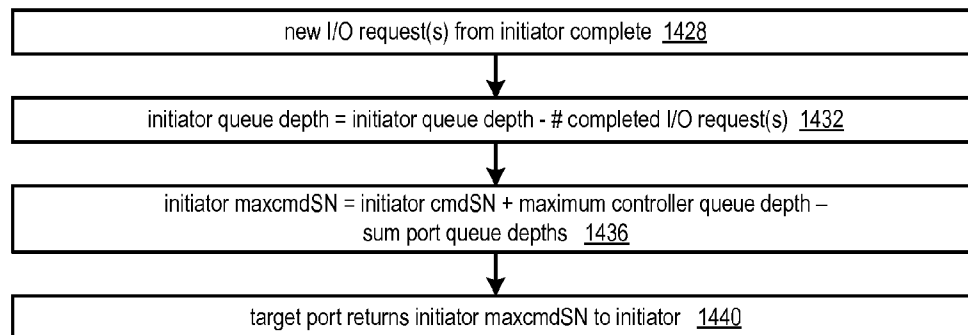 new I/O request(s) from initiator complete 1428
initiator queue depth = initiator queue depth - # completed I/O request(s) 1432
initiator maxcmdSN = initiator cmdSN + maximum controller queue depth –
sum port queue depths 1436
target port returns initiator maxcmdSN to initiator 1440